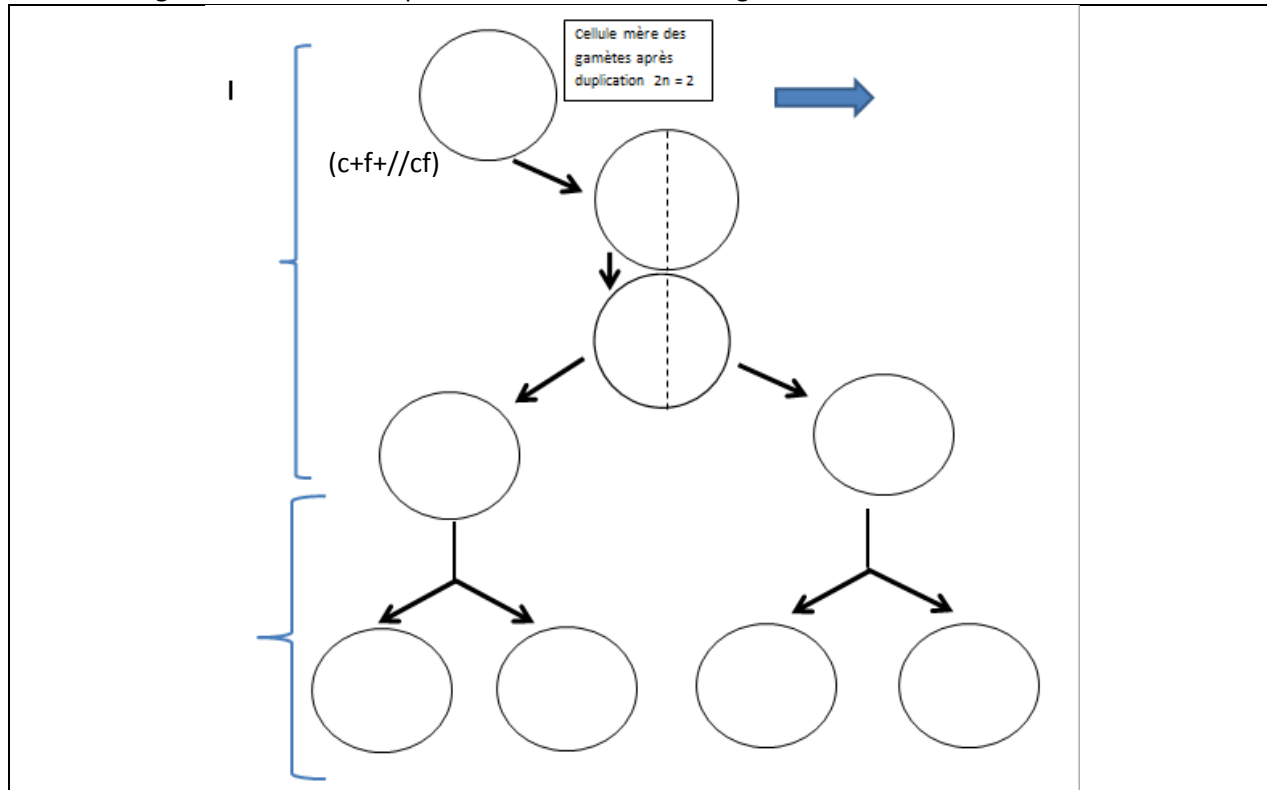 Cellule mère des
gamètes après
duplication 2n = 2
I
(c+f+//cf)